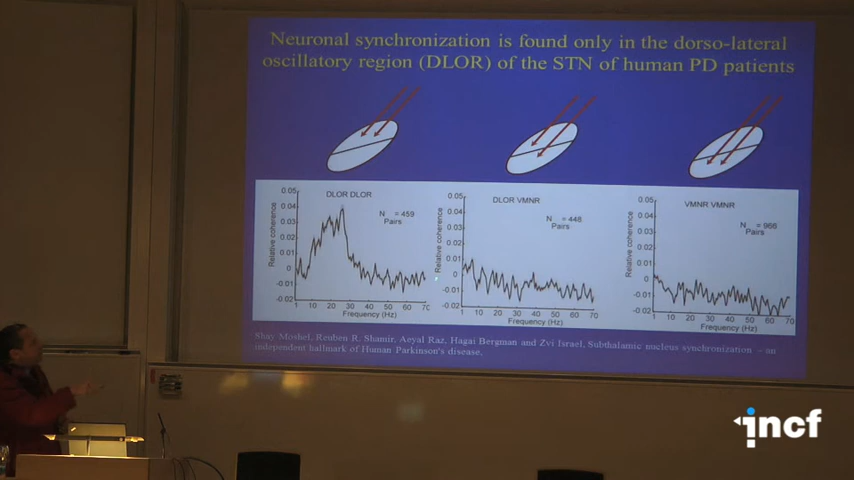 Neuronal synchronization is found only in the dorso-lateral
oscillatory region (DLOR) of the STN of human PD patients
DLOR DLOR
N = 459
Pairs
Relative coherence
0.05
0.04
0.03
0.02
0.01
0
-0.01
-0.02
1 10 20 30 40 50 60 70
Frequency (Hz)
DLOR VMNR
N = 448
Pairs
Relative coherence
0.05
0.04
0.03
0.02
0.01
0
-0.01
-0.02
10 20 30 40 50 60 70
Frequency (Hz)
VMNR VMNR
N = 986
Pairs
Relative coherence
0.05
0.04
0.03
0.02
0.01
0
-0.01
-0.02
10 20 30 40 50 60 70
Frequency (Hz)
Shay Moshel, Reuben R. Shamir, Aeyal Raz, Hagai Bergman and Zvi Israel, Subthalamic nucleus synchronization – an
independent hallmark of Human Parkinson's disease.
incf